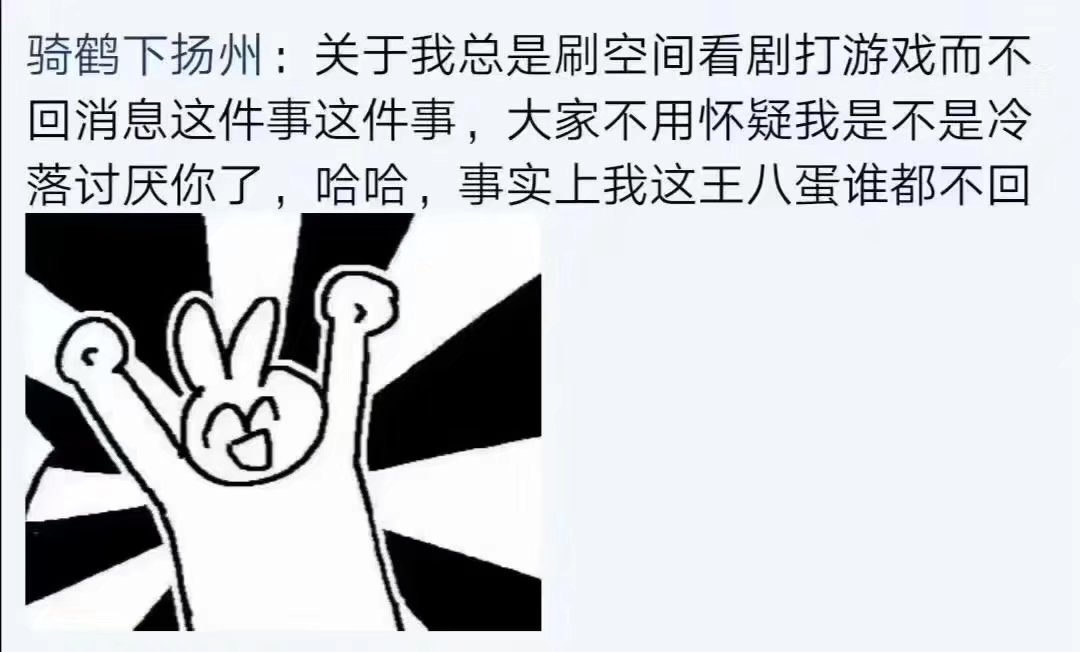 骑鹤下扬州：关于我总是刷空间看剧打游戏而不
回消息这件事这件事，大家不用怀疑我是不是冷
落讨厌你了，哈哈，事实上我这王八蛋谁都不回